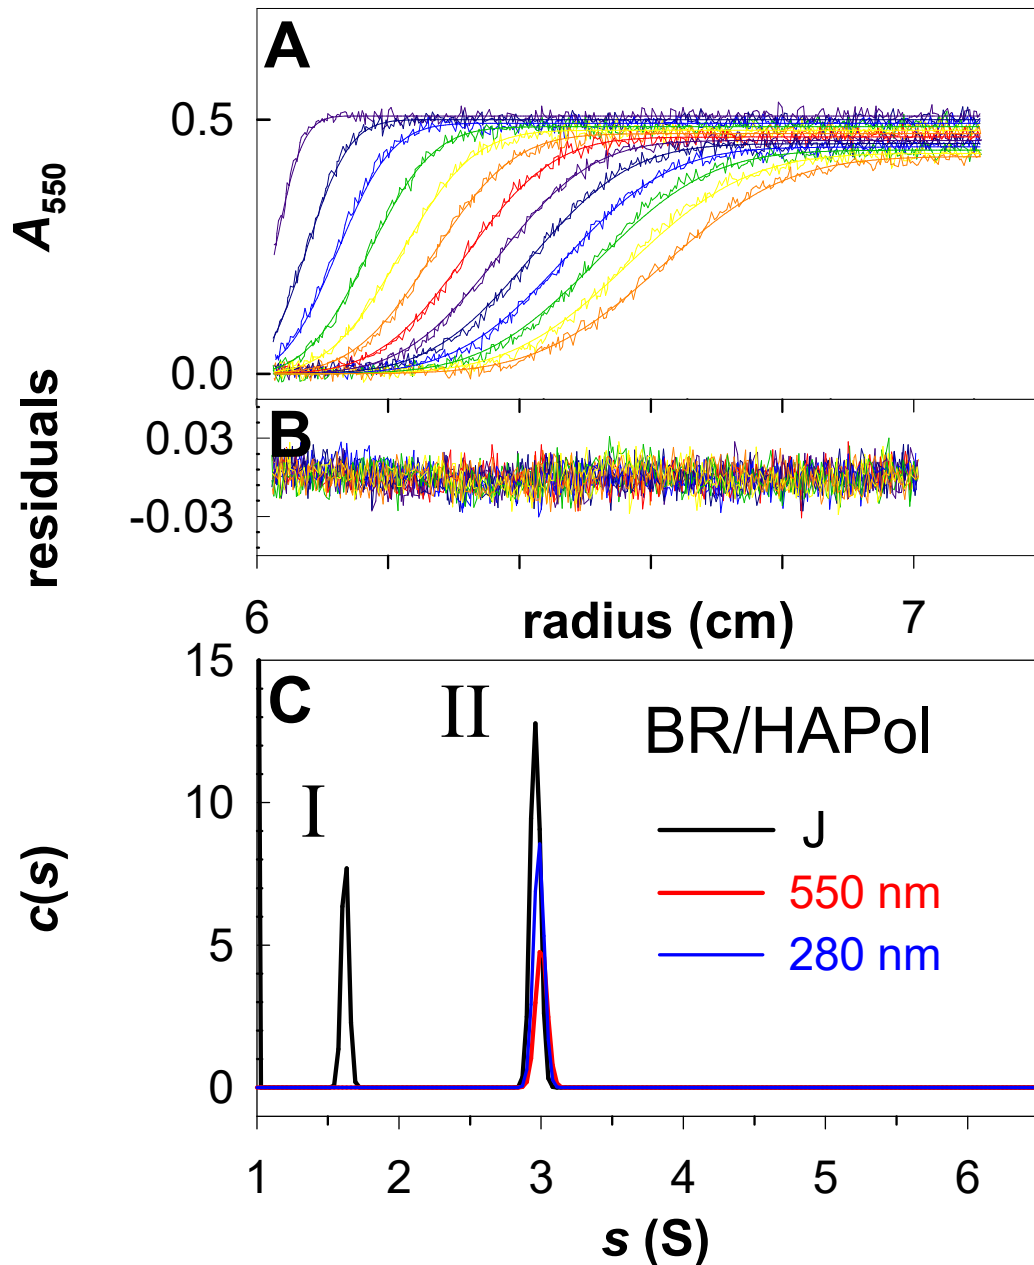 A
0.5
A550
0.0
B
0.03
-0.03
residuals
6
radius (cm)
7
15
C
II
BR/HAPol
10
I
J
c(s)
550 nm
5
280 nm
0
1 2 3 4 5 6
s (S)